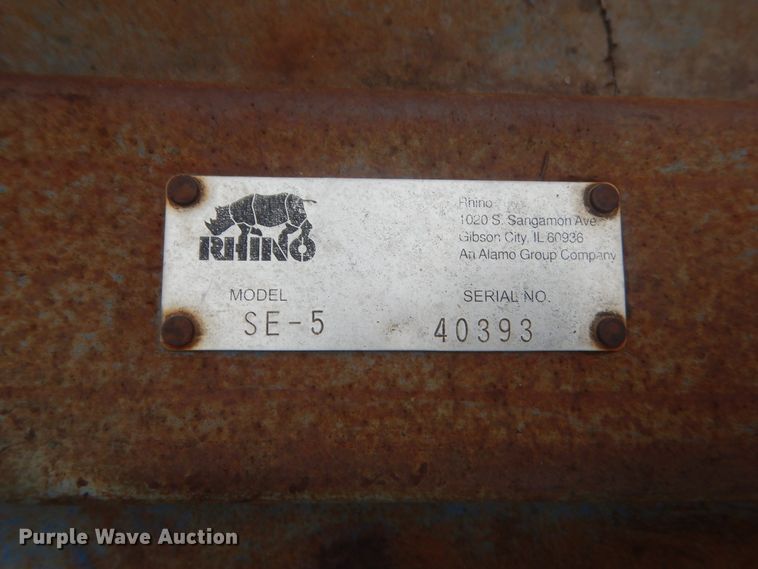 RHINO
Rhino
1020 S. Sangamon Ave.
Gibson City, IL 60936
An Alamo Group Company
MODEL
SE-5
SERIAL NO.
40393
Purple Wave Auction